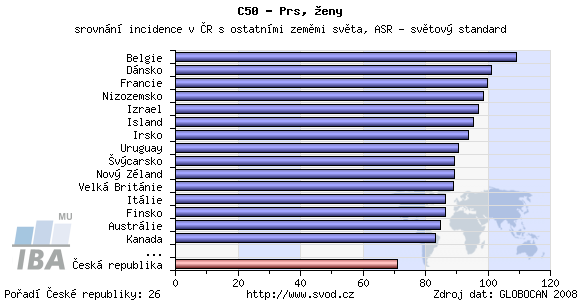 C50 - Prs, ženy
srovnání incidence v ČR s ostatními zeměmi světa, ASR - světový standard
Belgie
Dánsko
Francie
Nizozemsko
Izrael
Island
Irsko
Uruguay
Švýcarsko
Nový Zéland
Velká Británie
Itálie
Finsko
Austrálie
Kanada
...
Česká republika
0 20 40 60 80 100 120
MU
IBA
Pořadí České republiky: 26 http://www.svod.cz Zdroj dat: GLOBOCAN 2008